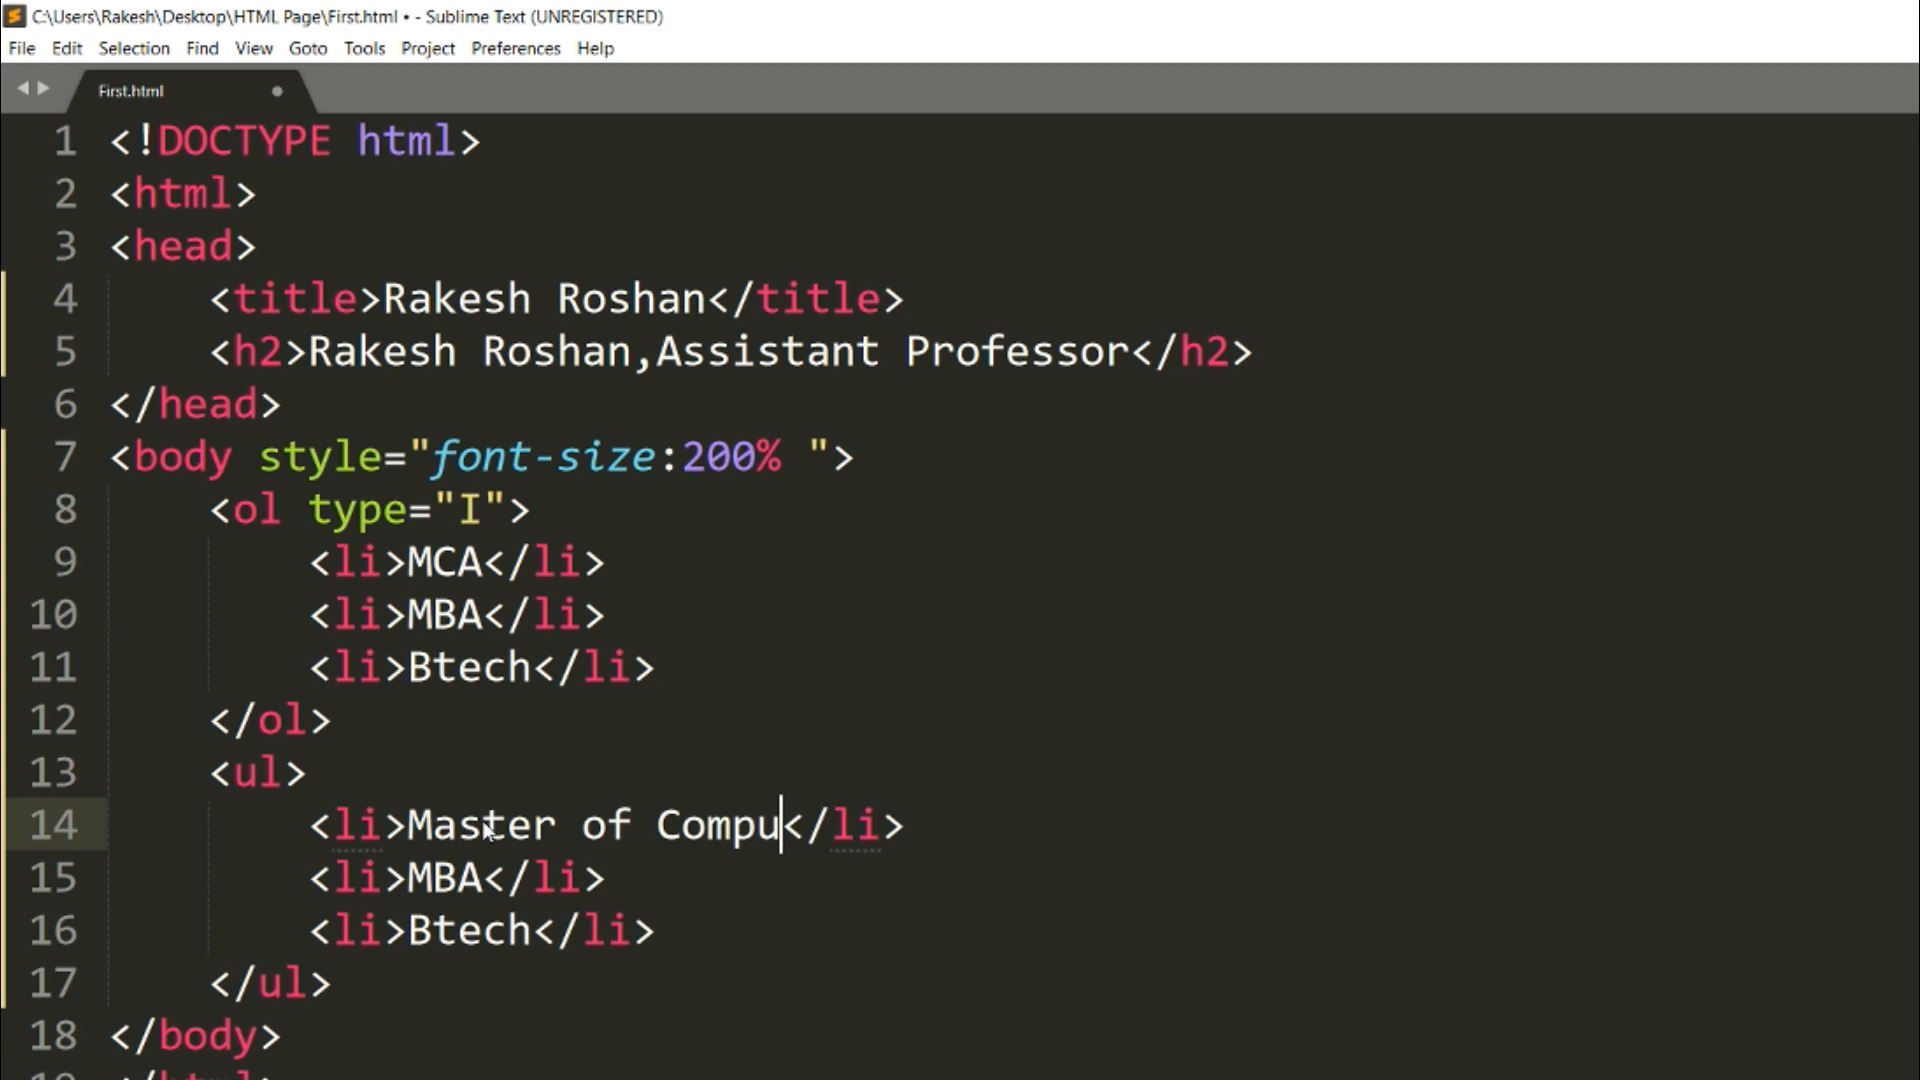 C:\Users\Rakesh\Desktop\HTML Page\First.html • - Sublime Text (UNREGISTERED)
File Edit Selection Find View Goto Tools Project Preferences Help
First.html
1 <!DOCTYPE html>
2 <html>
3 <head>
4 <title>Rakesh Roshan</title>
5 <h2>Rakesh Roshan,Assistant Professor</h2>
6 </head>
7 <body style="font-size:200% ">
8 <ol type="I">
9 <li>MCA</li>
10 <li>MBA</li>
11 <li>Btech</li>
12 </ol>
13 <ul>
14 <li>Master of Compu</li>
15 <li>MBA</li>
16 <li>Btech</li>
17 </ul>
18 </body>